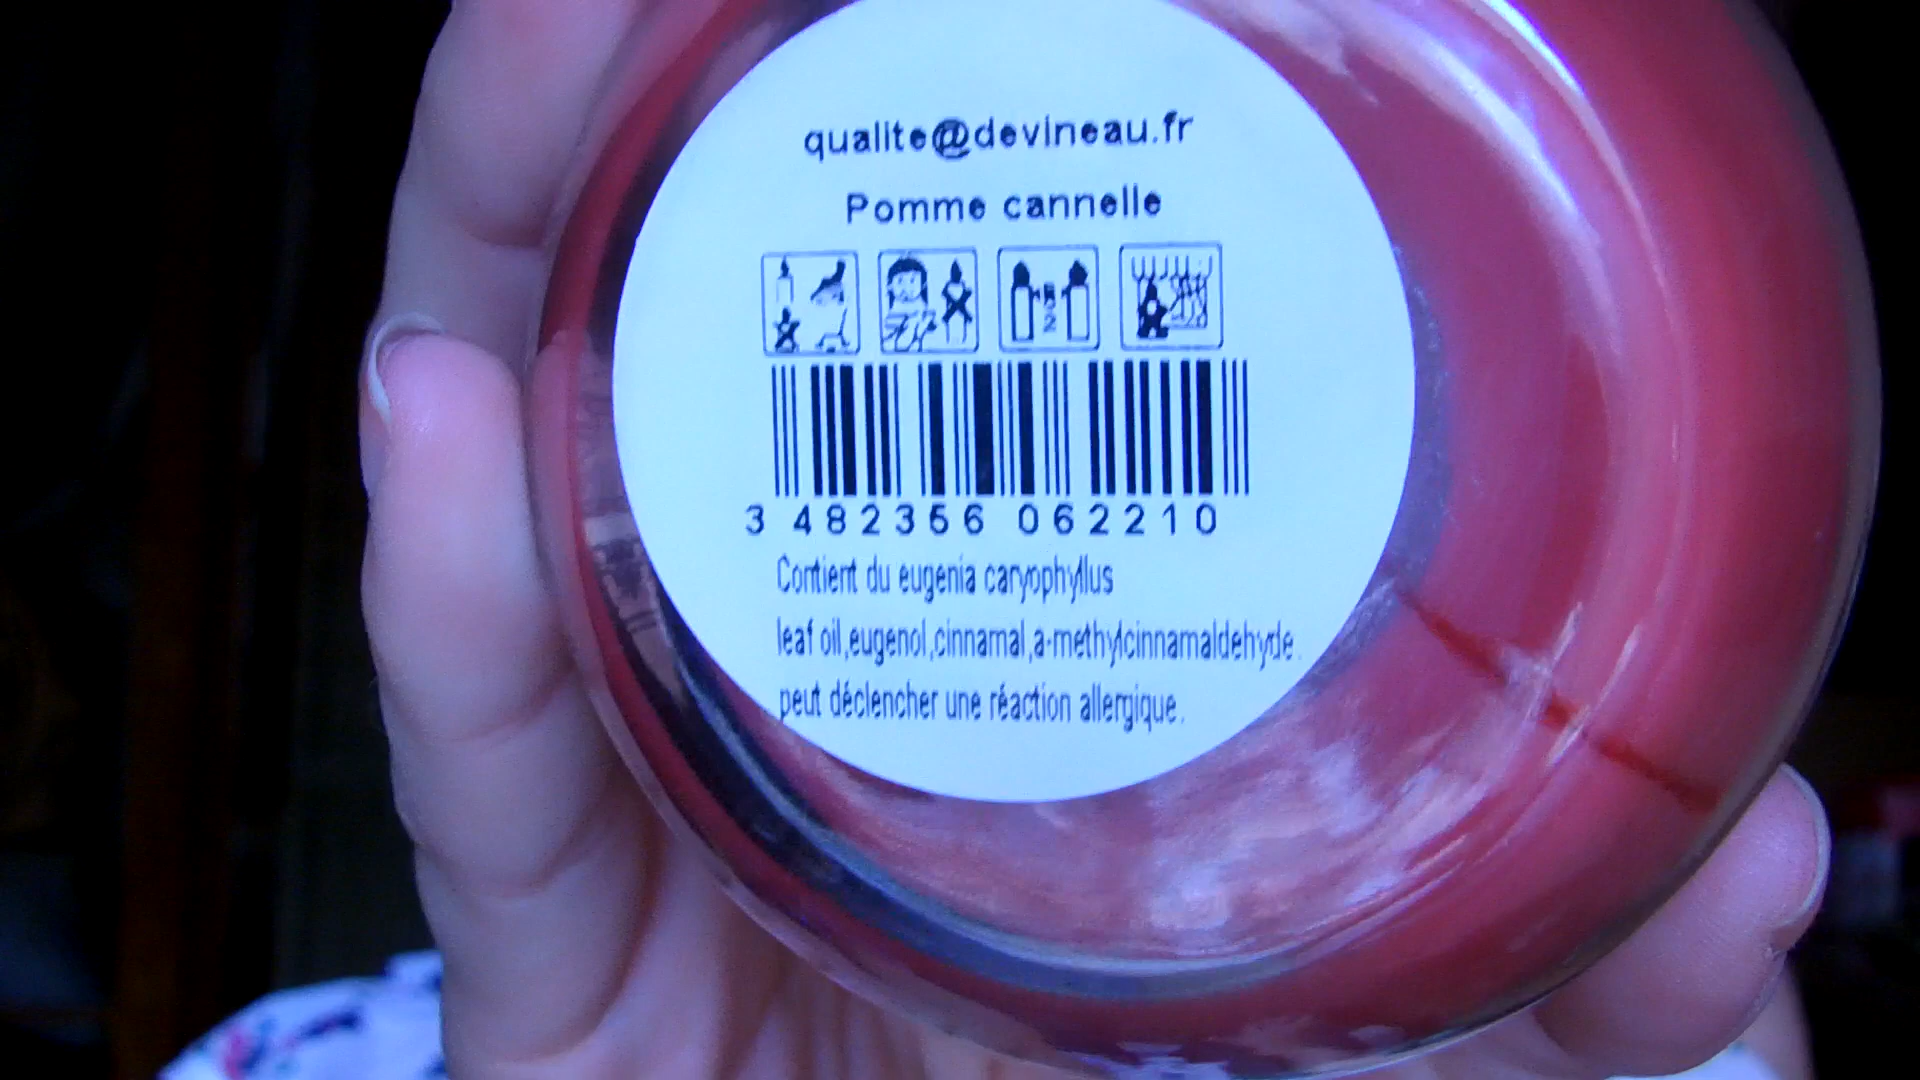 qualite@devineau.fr
Pomme cannelle
3 482356 062210
Contient du eugenia caryophyllus
leaf oil,eugenol,cinnamal,a-methylcinnamaldehyde.
peut déclencher une réaction allergique.